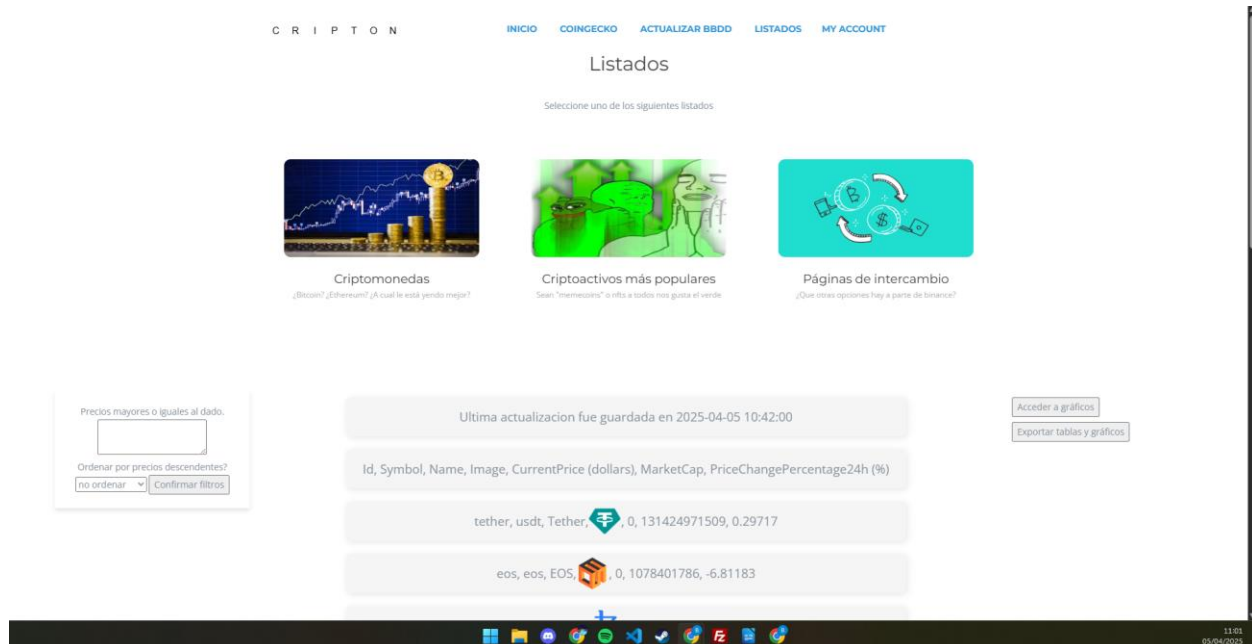 C R I P T O N
INICIO COINGECKO ACTUALIZAR BBDD LISTADOS MY ACCOUNT
Listados
Seleccione uno de los siguientes listados
Criptomonedas
¿Bitcoin? ¿Ethereum? ¿A cual le está yendo mejor?
Criptoactivos más populares
Sean "memecoins" o nfts a todos nos gusta el verde
Páginas de intercambio
¿Que otras opciones hay a parte de binance?
Precios mayores o iguales al dado.
Ordenar por precios descendentes?
no ordenar Confirmar filtros
Ultima actualizacion fue guardada en 2025-04-05 10:42:00
Id, Symbol, Name, Image, CurrentPrice (dollars), MarketCap, PriceChangePercentage24h (%)
tether, usdt, Tether, , 0, 131424971509, 0.29717
eos, eos, EOS, , 0, 1078401786, -6.81183
Acceder a gráficos
Exportar tablas y gráficos
11:01
05/04/2025